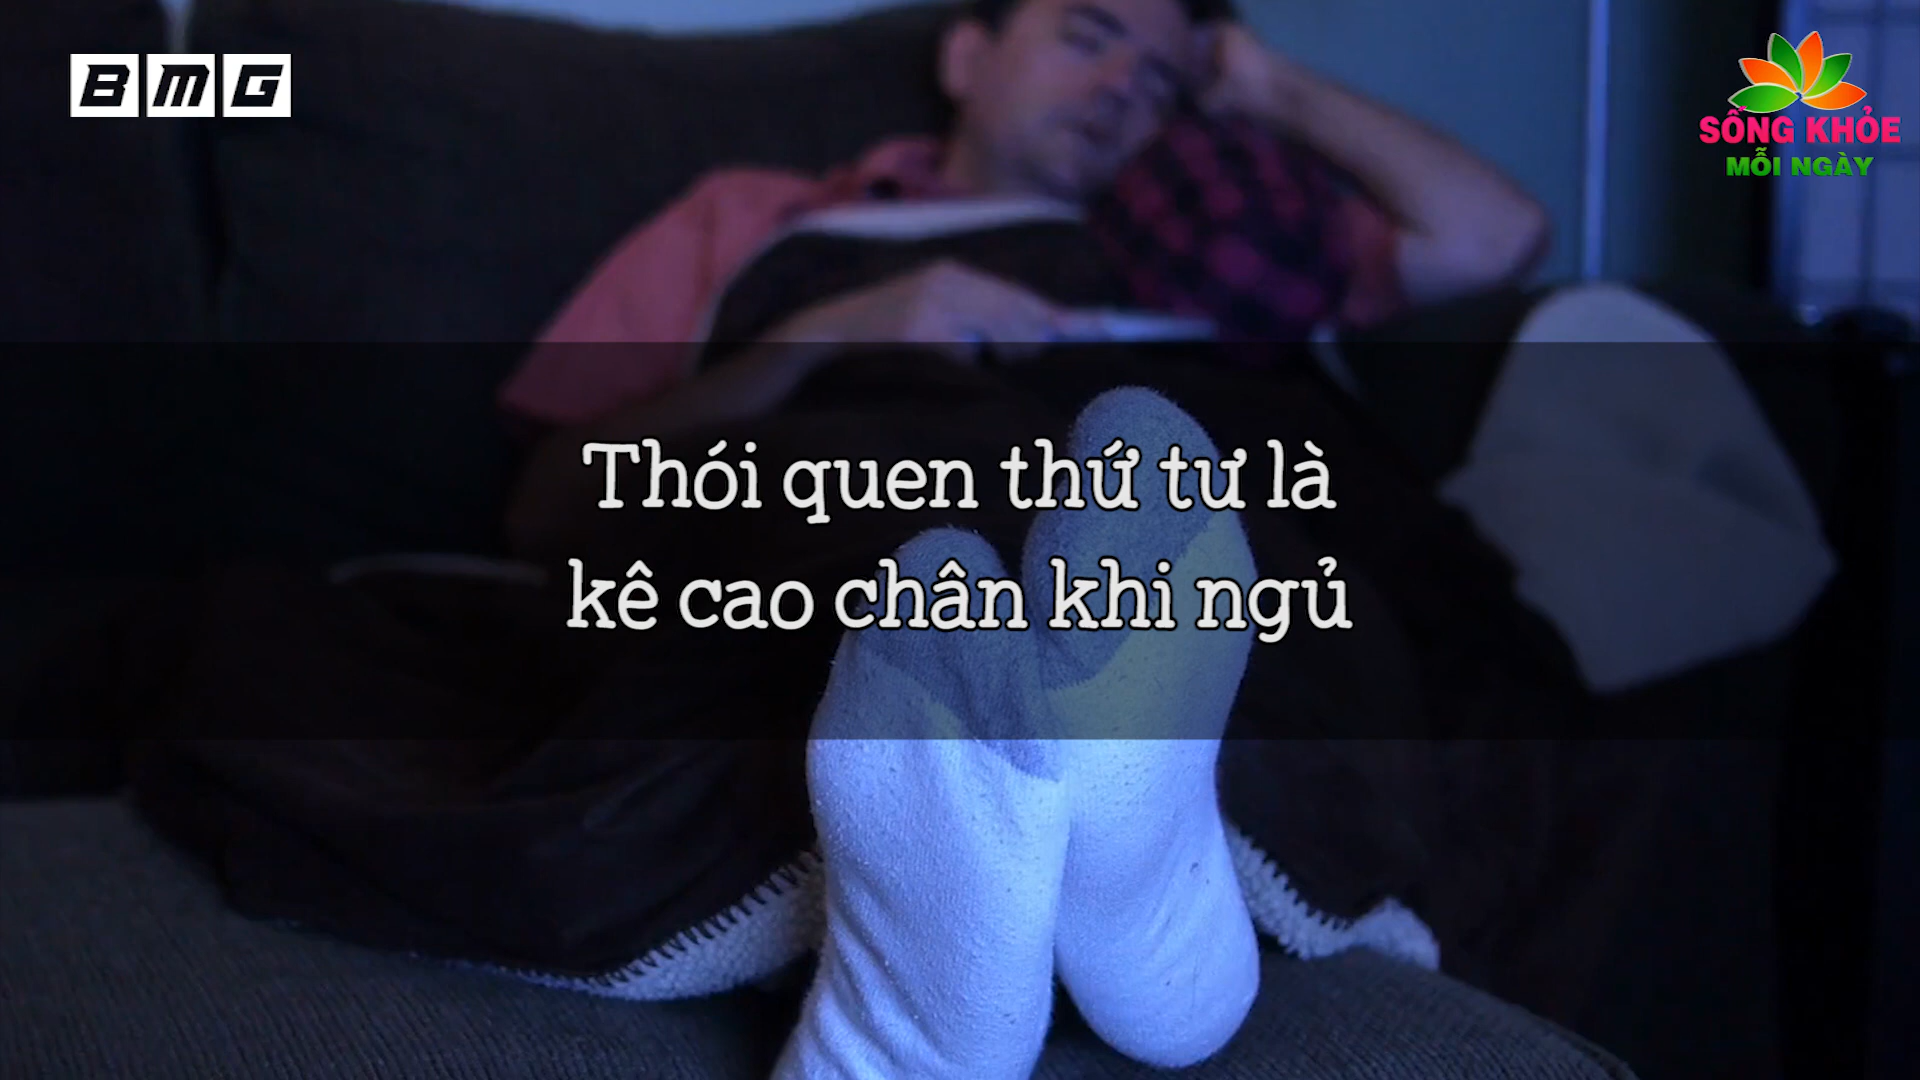 BMG
SỐNG KHỎE
MỖI NGÀY
Thói quen thứ tư là
kê cao chân khi ngủ